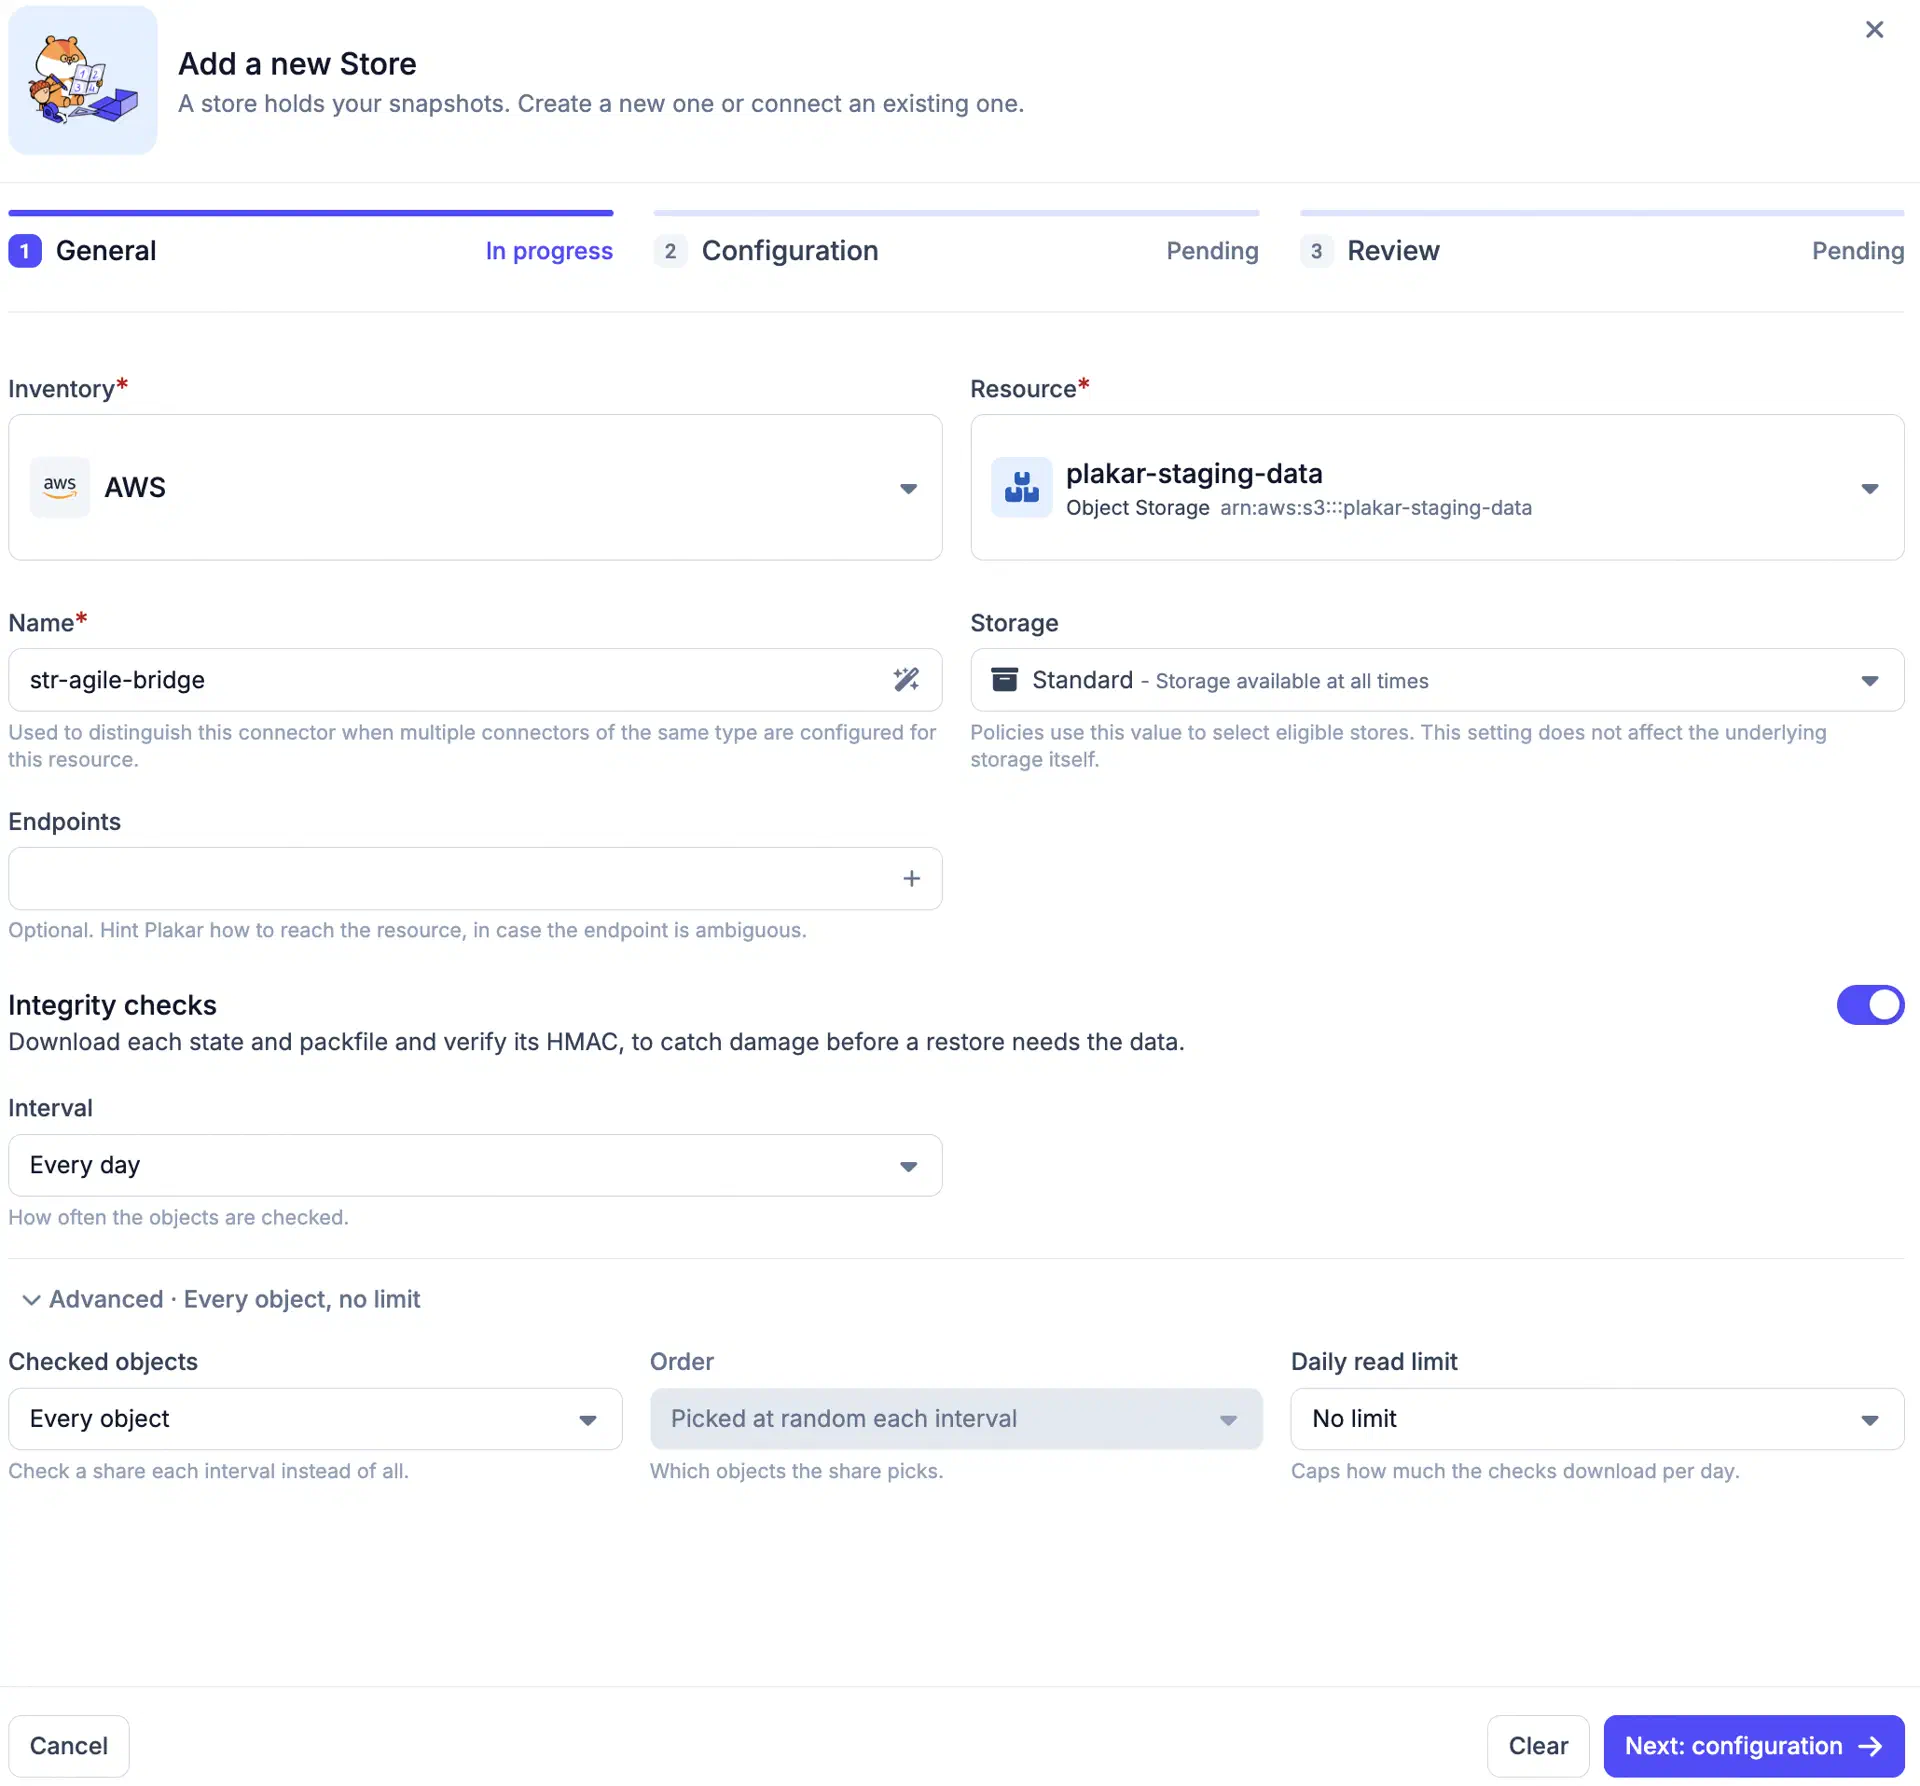 Add a new Store
A store holds your snapshots. Create a new one or connect an existing one.
1 General In progress
2 Configuration Pending
3 Review Pending
Inventory*
aws AWS
Resource*
plakar-staging-data
Object Storage arn:aws:s3:::plakar-staging-data
Name*
str-agile-bridge
Used to distinguish this connector when multiple connectors of the same type are configured for
this resource.
Storage
Standard - Storage available at all times
Policies use this value to select eligible stores. This setting does not affect the underlying
storage itself.
Endpoints
Optional. Hint Plakar how to reach the resource, in case the endpoint is ambiguous.
Integrity checks
Download each state and packfile and verify its HMAC, to catch damage before a restore needs the data.
Interval
Every day
How often the objects are checked.
Advanced · Every object, no limit
Checked objects
Every object
Check a share each interval instead of all.
Order
Picked at random each interval
Which objects the share picks.
Daily read limit
No limit
Caps how much the checks download per day.
Cancel
Clear
Next: configuration →